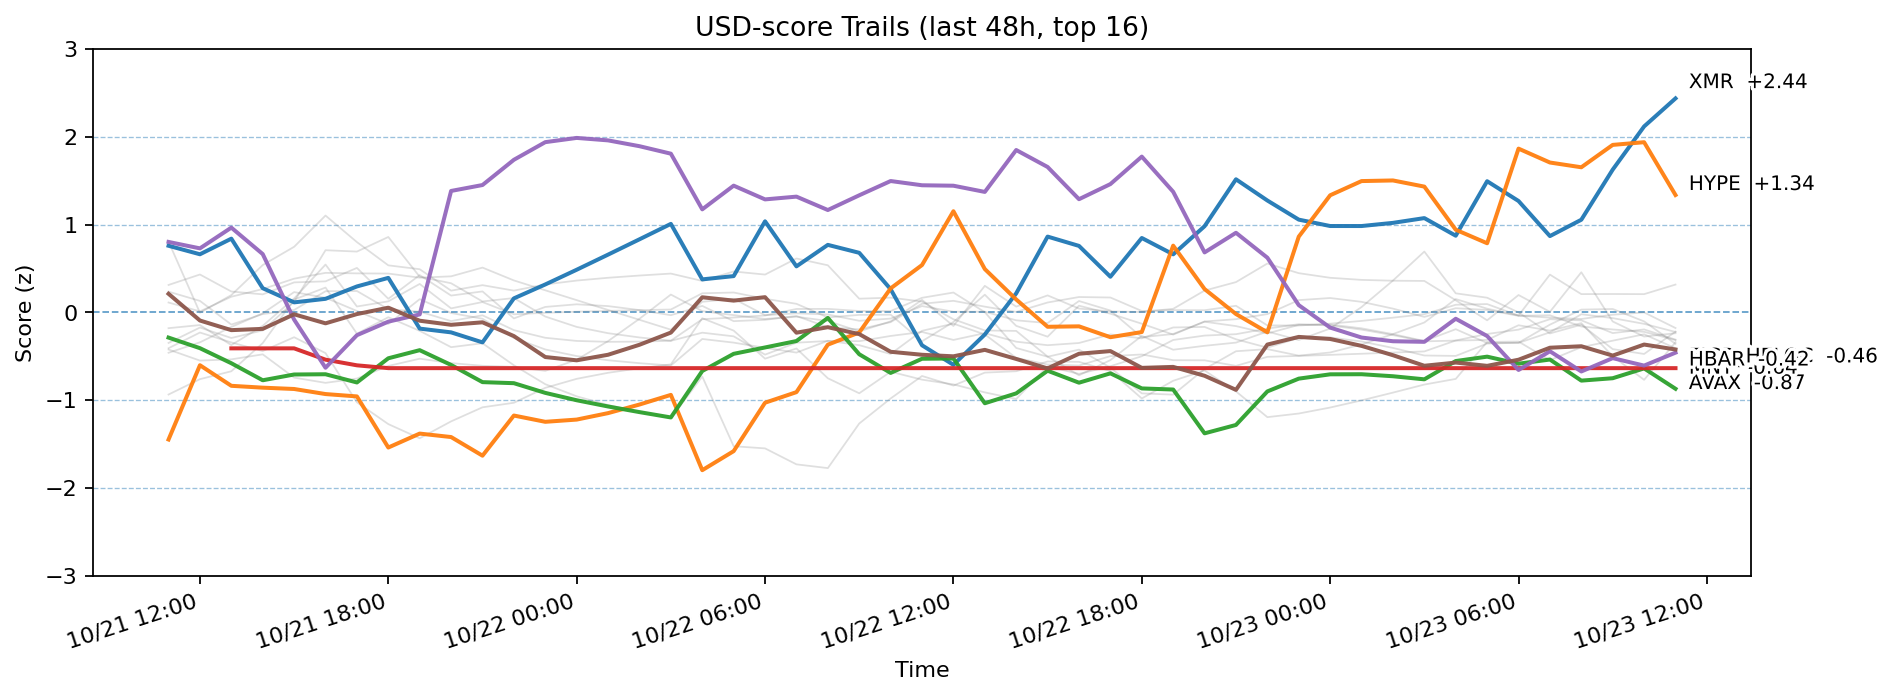 USD-score Trails (last 48h, top 16)
3
2
1
0
−1
−2
−3
Score (z)
XMR +2.44
HYPE +1.34
-0.46
HBAR -0.42
AVAX -0.87
10/21 12:00
10/21 18:00
10/22 00:00
10/22 06:00
10/22 12:00
10/22 18:00
10/23 00:00
10/23 06:00
10/23 12:00
Time